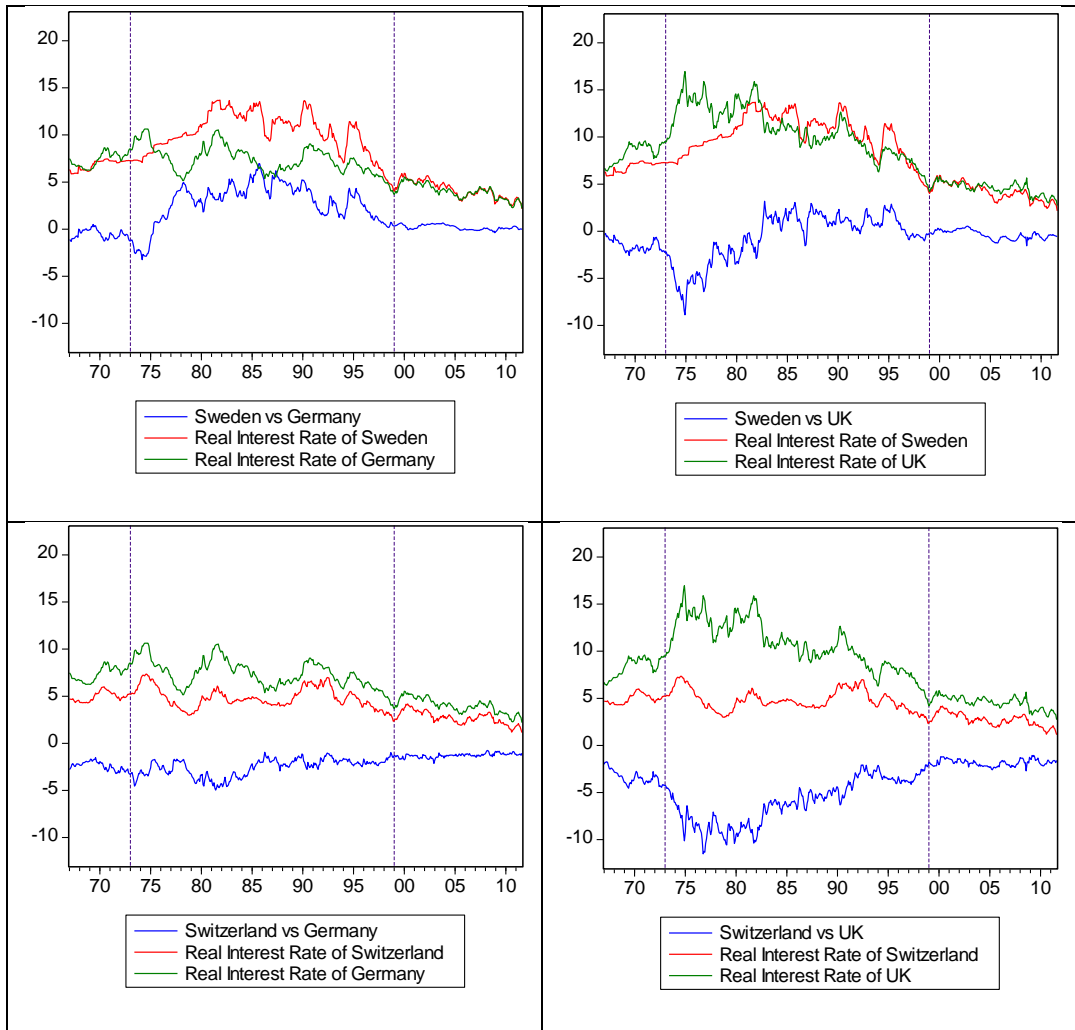 20
15
10
5
0
-5
-10
70 75 80 85 90 95 00 05 10
Sweden vs Germany
Real Interest Rate of Sweden
Real Interest Rate of Germany
20
15
10
5
0
-5
-10
70 75 80 85 90 95 00 05 10
Sweden vs UK
Real Interest Rate of Sweden
Real Interest Rate of UK
20
15
10
5
0
-5
-10
70 75 80 85 90 95 00 05 10
Switzerland vs Germany
Real Interest Rate of Switzerland
Real Interest Rate of Germany
20
15
10
5
0
-5
-10
70 75 80 85 90 95 00 05 10
Switzerland vs UK
Real Interest Rate of Switzerland
Real Interest Rate of UK